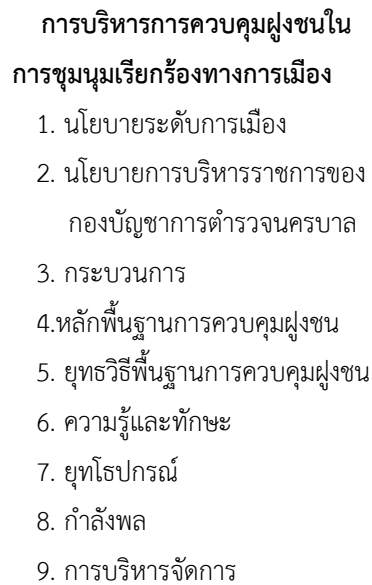 การบริหารการควบคุมฝูงชนใน
การชุมนุมเรียกร้องทางการเมือง
1. นโยบายระดับการเมือง
2. นโยบายการบริหารราชการของ
กองบัญชาการตำรวจนครบาล
3. กระบวนการ
4.หลักพื้นฐานการควบคุมฝูงชน
5. ยุทธวิธีพื้นฐานการควบคุมฝูงชน
6. ความรู้และทักษะ
7. ยุทโธปกรณ์
8. กำลังพล
9. การบริหารจัดการ